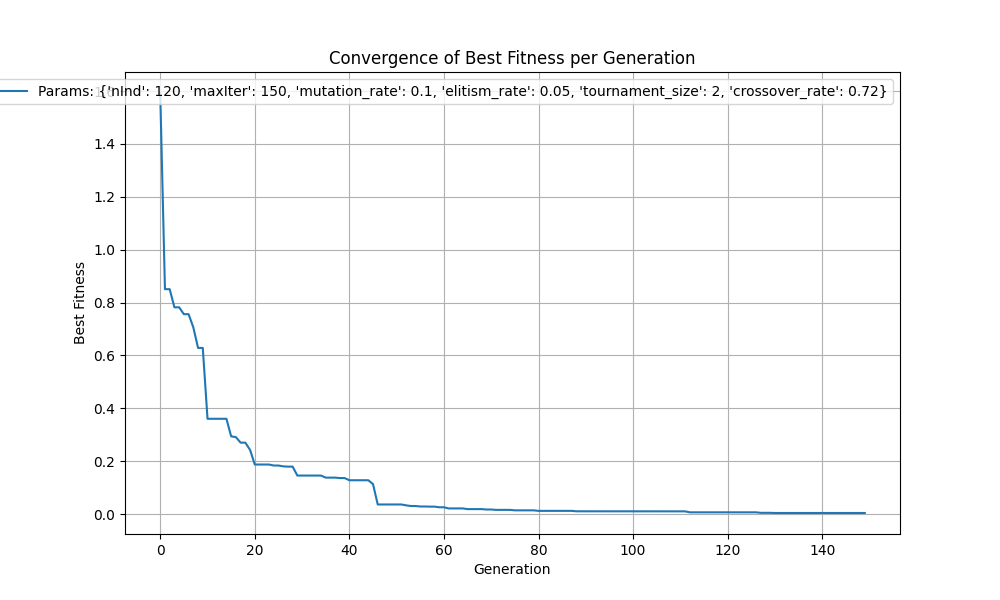 Convergence of Best Fitness per Generation
Params: {'nInd': 120, 'maxIter': 150, 'mutation_rate': 0.1, 'elitism_rate': 0.05, 'tournament_size': 2, 'crossover_rate': 0.72}
1.4
1.2
1.0
0.8
0.6
0.4
0.2
0.0
Best Fitness
0 20 40 60 80 100 120 140
Generation